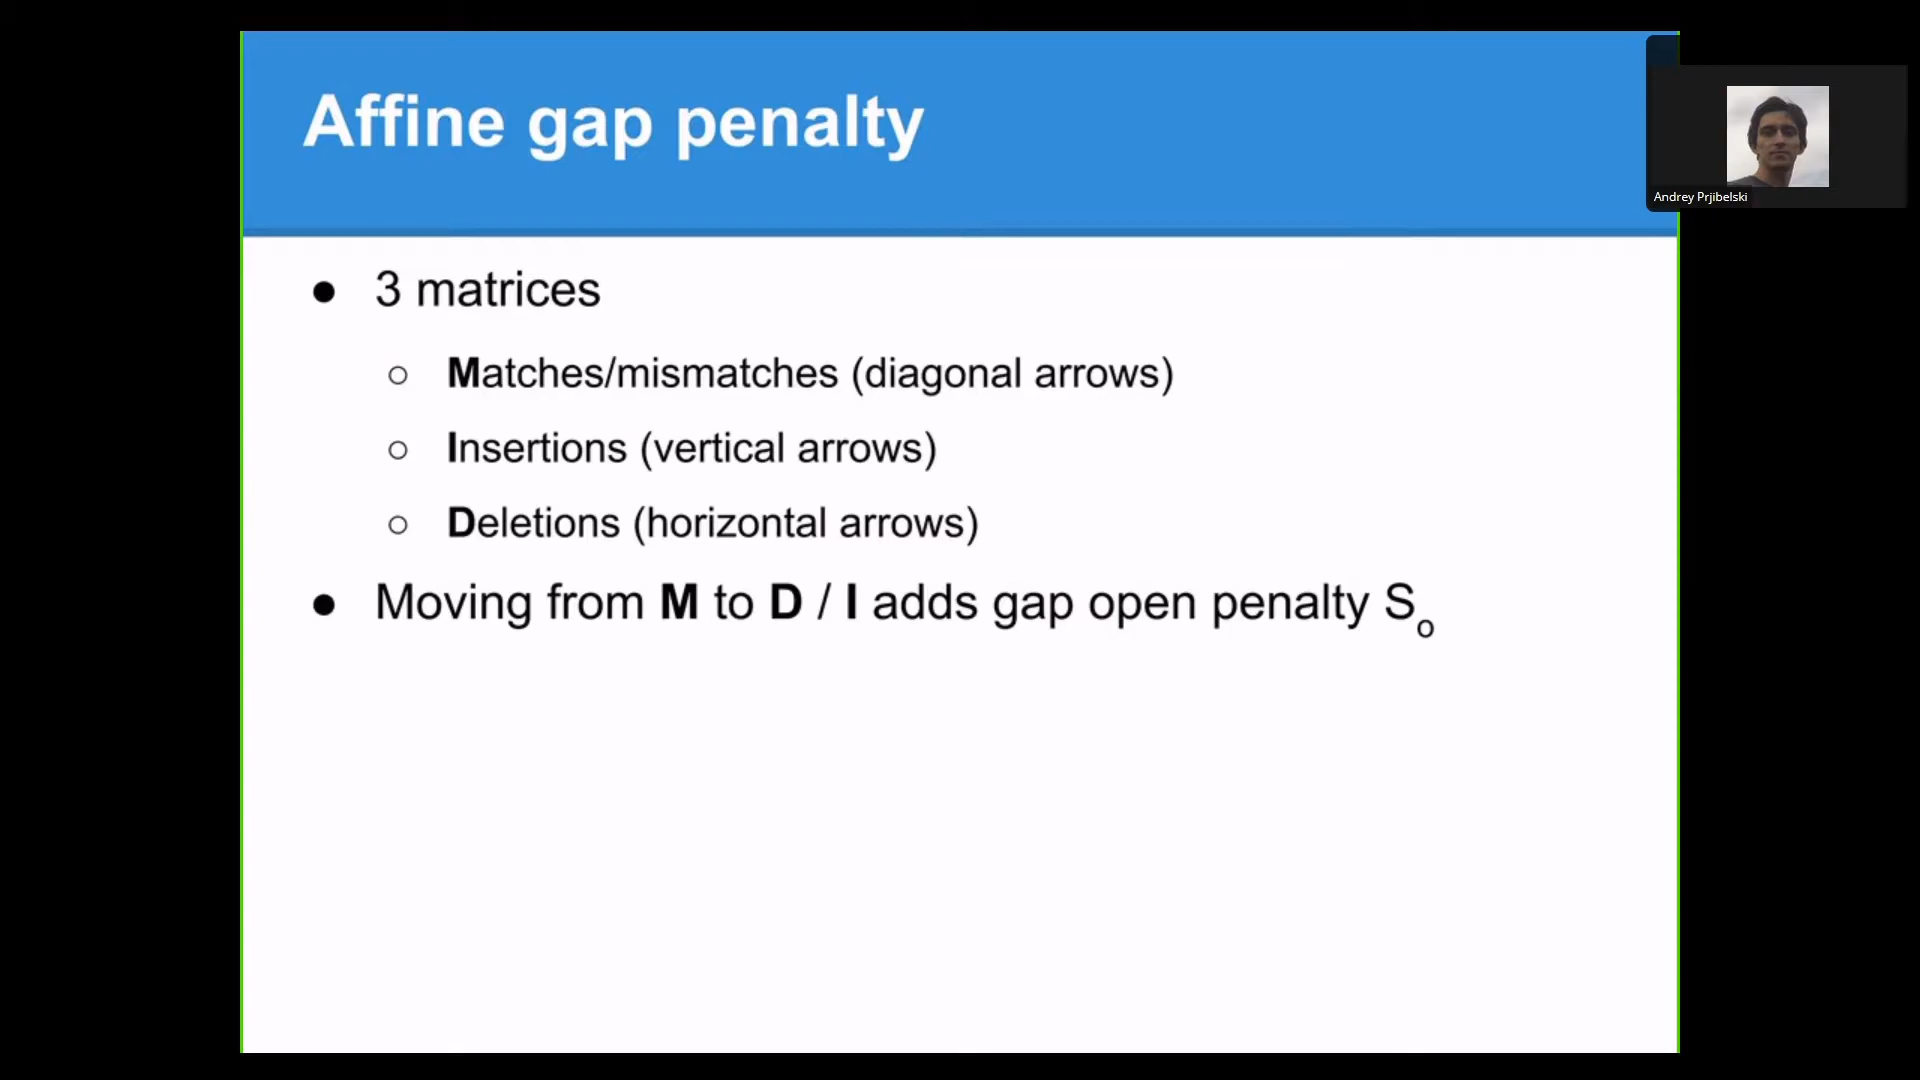 Affine gap penalty
Andrey Prjibelski
● 3 matrices
○ Matches/mismatches (diagonal arrows)
○ Insertions (vertical arrows)
○ Deletions (horizontal arrows)
● Moving from M to D / I adds gap open penalty Sₒ